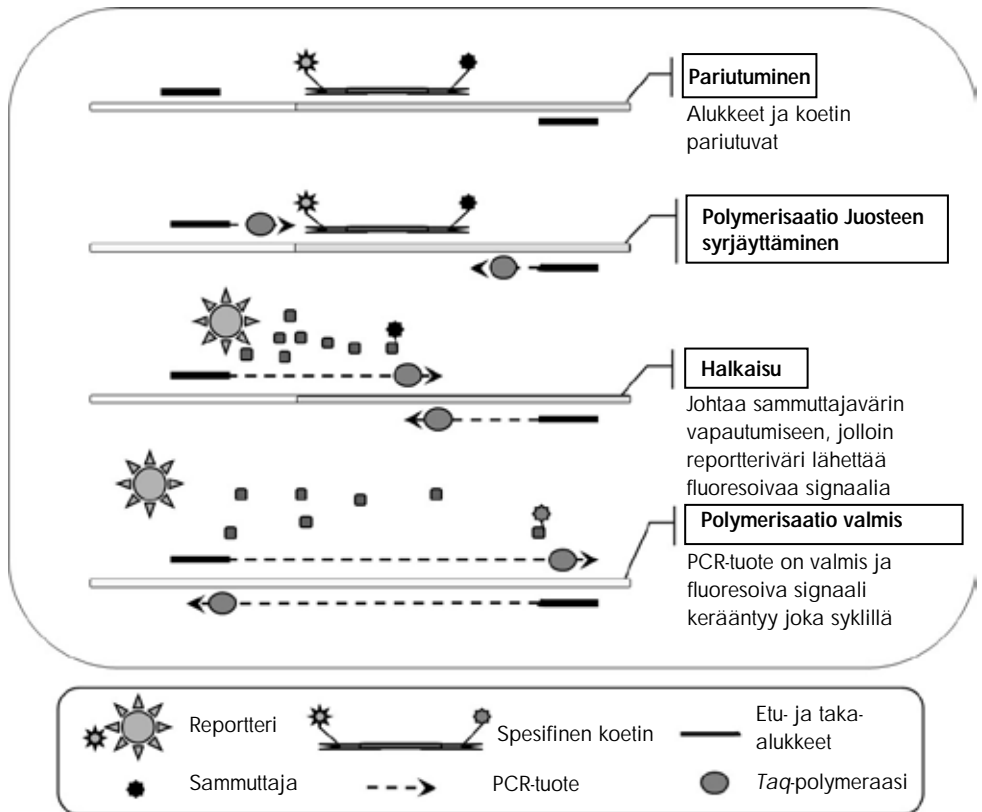 Pariutuminen
Alukkeet ja koetin
pariutuvat
Polymerisaatio Juosteen
syrjäyttäminen
Halkaisu
Johtaa sammuttajavärin
vapautumiseen, jolloin
reportteriväri lähettää
fluoresoivaa signaalia
Polymerisaatio valmis
PCR-tuote on valmis ja
fluoresoiva signaali
kerääntyy joka syklillä
Reportteri
Spesifinen koetin
Etu- ja taka-
alukkeet
Sammuttaja
PCR-tuote
Taq-polymeraasi